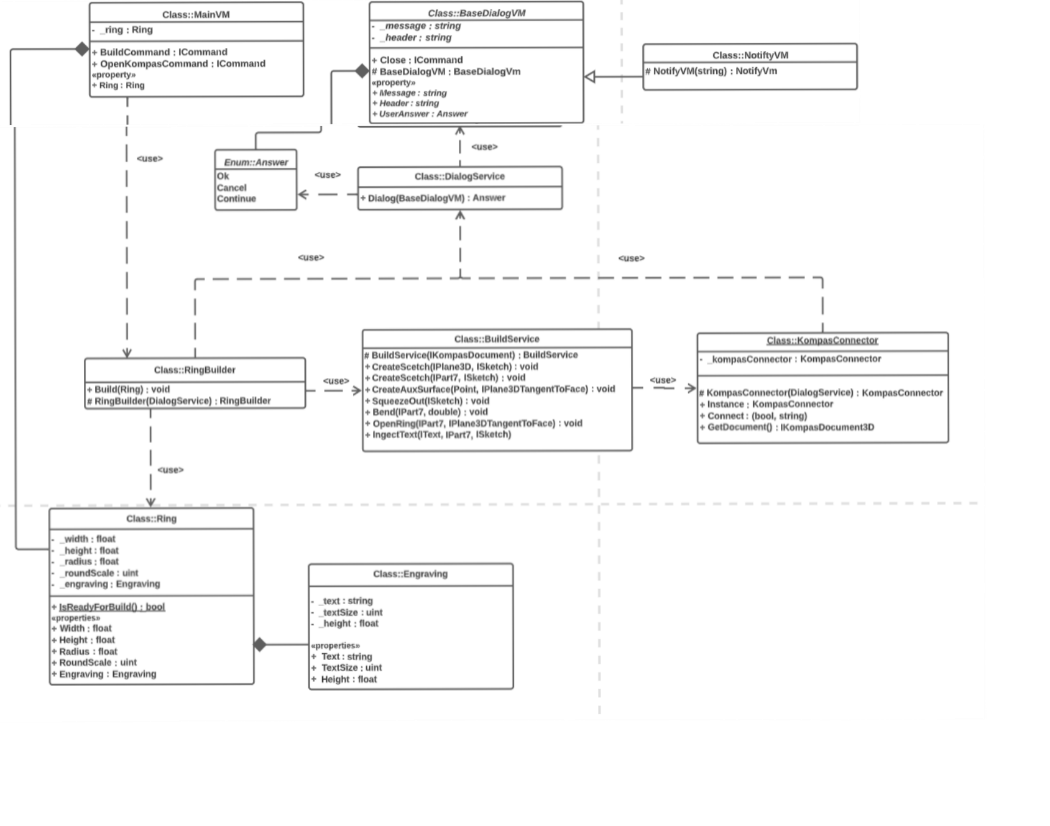 Class::MainVM
- _ring : Ring
+ BuildCommand : ICommand
+ OpenKompasCommand : ICommand
«property»
+ Ring : Ring
Class::BaseDialogVM
- _message : string
- _header : string
+ Close : ICommand
# BaseDialogVM : BaseDialogVm
«property»
+ Message : string
+ Header : string
+ UserAnswer : Answer
Class::NotiftyVM
# NotifyVM(string) : NotifyVm
<use>
<use>
Enum::Answer
Ok
Cancel
Continue
<use>
Class::DialogService
+ Dialog(BaseDialogVM) : Answer
<use>
<use>
Class::RingBuilder
+ Build(Ring) : void
# RingBuilder(DialogService) : RingBuilder
<use>
Class::BuildService
# BuildService(IKompasDocument) : BuildService
+ CreateScetch(IPlane3D, ISketch) : void
+ CreateScetch(IPart7, ISketch) : void
+ CreateAuxSurface(Point, IPlane3DTangentToFace) : void
+ SqueezeOut(ISketch) : void
+ Bend(IPart7, double) : void
+ OpenRing(IPart7, IPlane3DTangentToFace) : void
+ IngectText(IText, IPart7, ISketch)
<use>
Class::KompasConnector
- _kompasConnector : KompasConnector
# KompasConnector(DialogService) : KompasConnector
+ Instance : KompasConnector
+ Connect : (bool, string)
+ GetDocument() : IKompasDocument3D
<use>
Class::Ring
- _width : float
- _height : float
- _radius : float
- _roundScale : uint
- _engraving : Engraving
+ IsReadyForBuild() : bool
«properties»
+ Width : float
+ Height : float
+ Radius : float
+ RoundScale : uint
+ Engraving : Engraving
Class::Engraving
- _text : string
- _textSize : uint
- _height : float
«properties»
+ Text : string
+ TextSize : uint
+ Height : float